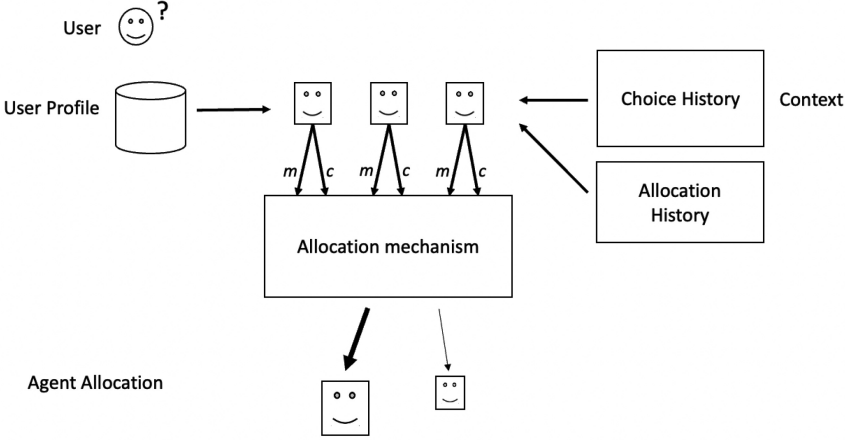 User
?
User Profile
Choice History
Context
Allocation
History
m
c
m
c
m
c
Allocation mechanism
Agent Allocation